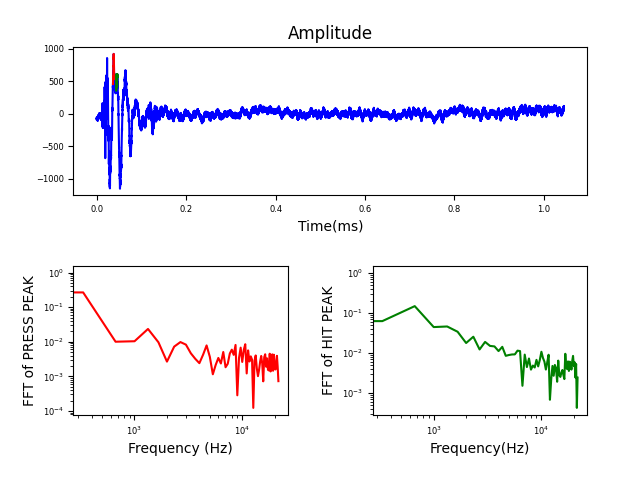 Amplitude
1000
500
0
−500
−1000
0.0 0.2 0.4 0.6 0.8 1.0
Time(ms)
FFT of PRESS PEAK
10⁰
10⁻¹
10⁻²
10⁻³
10⁻⁴
10³ 10⁴
Frequency (Hz)
FFT of HIT PEAK
10⁰
10⁻¹
10⁻²
10⁻³
10³ 10⁴
Frequency(Hz)